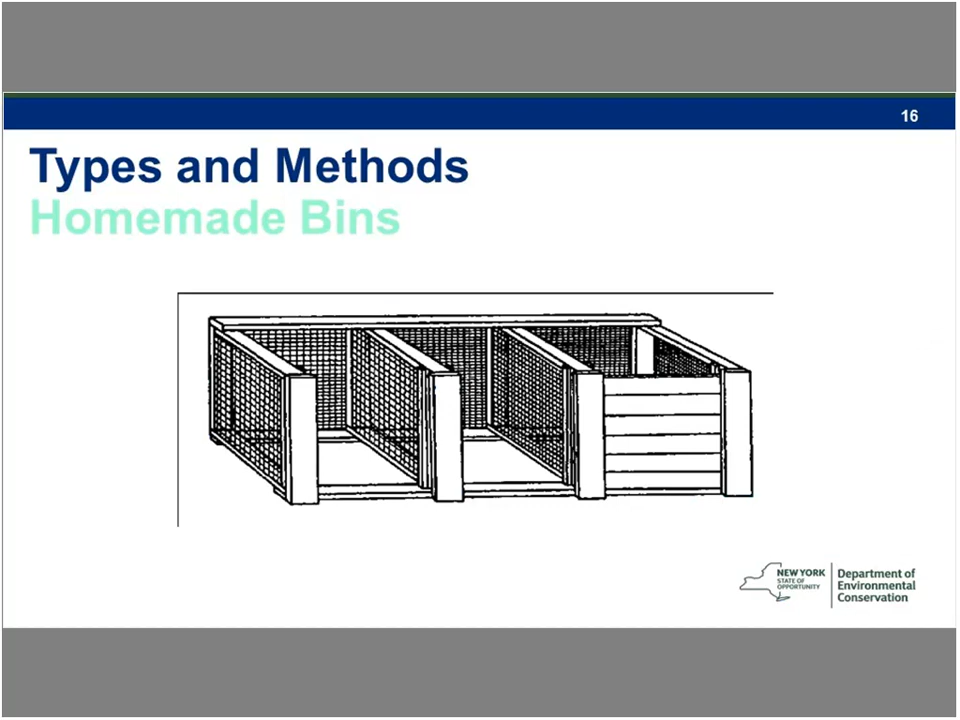 16
Types and Methods
Homemade Bins
NEW YORK
STATE OF
OPPORTUNITY
Department of
Environmental
Conservation